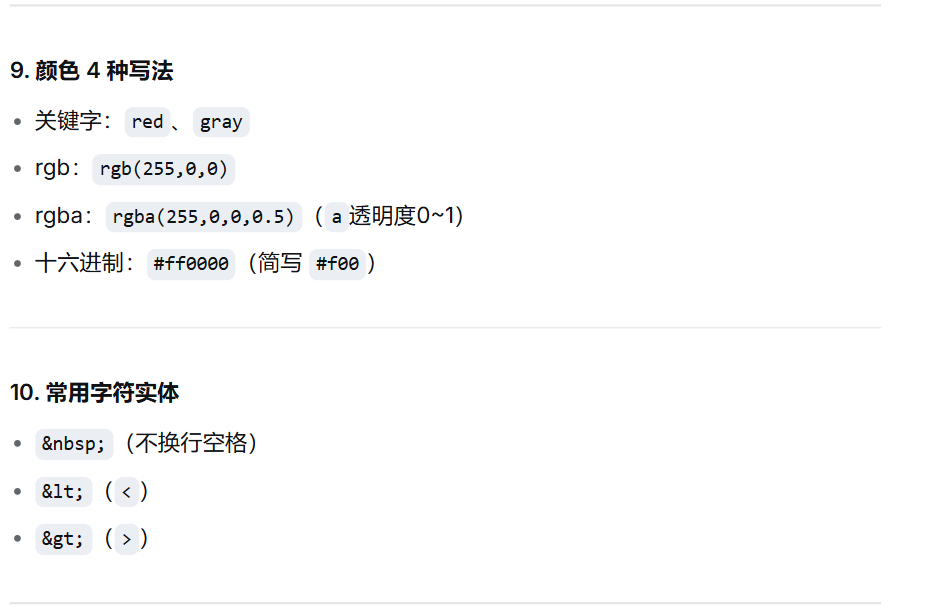 9. 颜色 4 种写法
• 关键字： red 、 gray
• rgb： rgb(255,0,0)
• rgba： rgba(255,0,0,0.5) （ a 透明度0~1)
• 十六进制： #ff0000 （简写 #f00 ）
10. 常用字符实体
• &nbsp; （不换行空格）
• &lt; （ < ）
• &gt; （ > ）